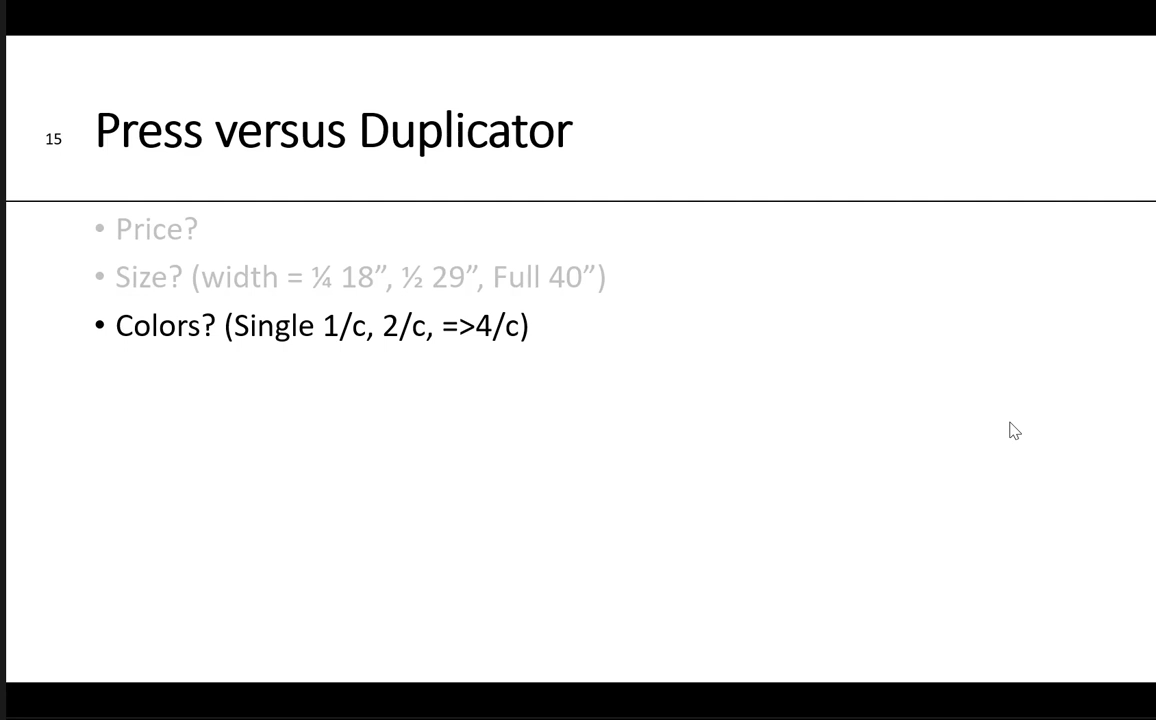 15
Press versus Duplicator
• Price?
• Size? (width = ¼ 18”, ½ 29”, Full 40”)
• Colors? (Single 1/c, 2/c, =>4/c)